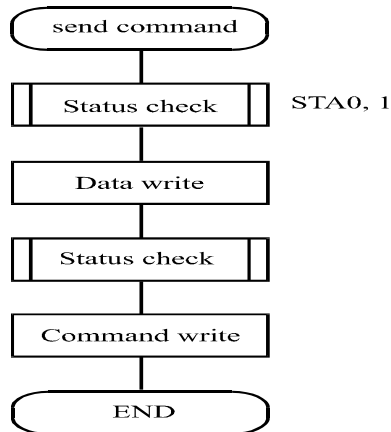 send command
Status check
STA0, 1
Data write
Status check
Command write
END